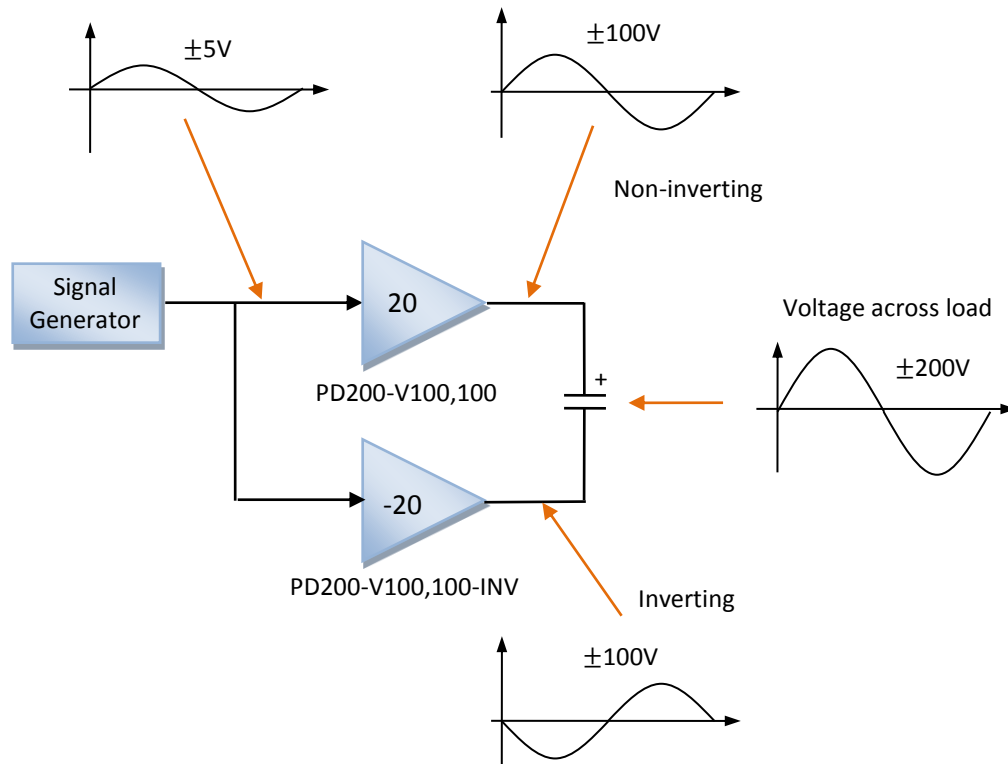 ±5V
±100V
Non-inverting
Signal
Generator
20
Voltage across load
±200V
PD200-V100,100
+
-20
PD200-V100,100-INV
Inverting
±100V